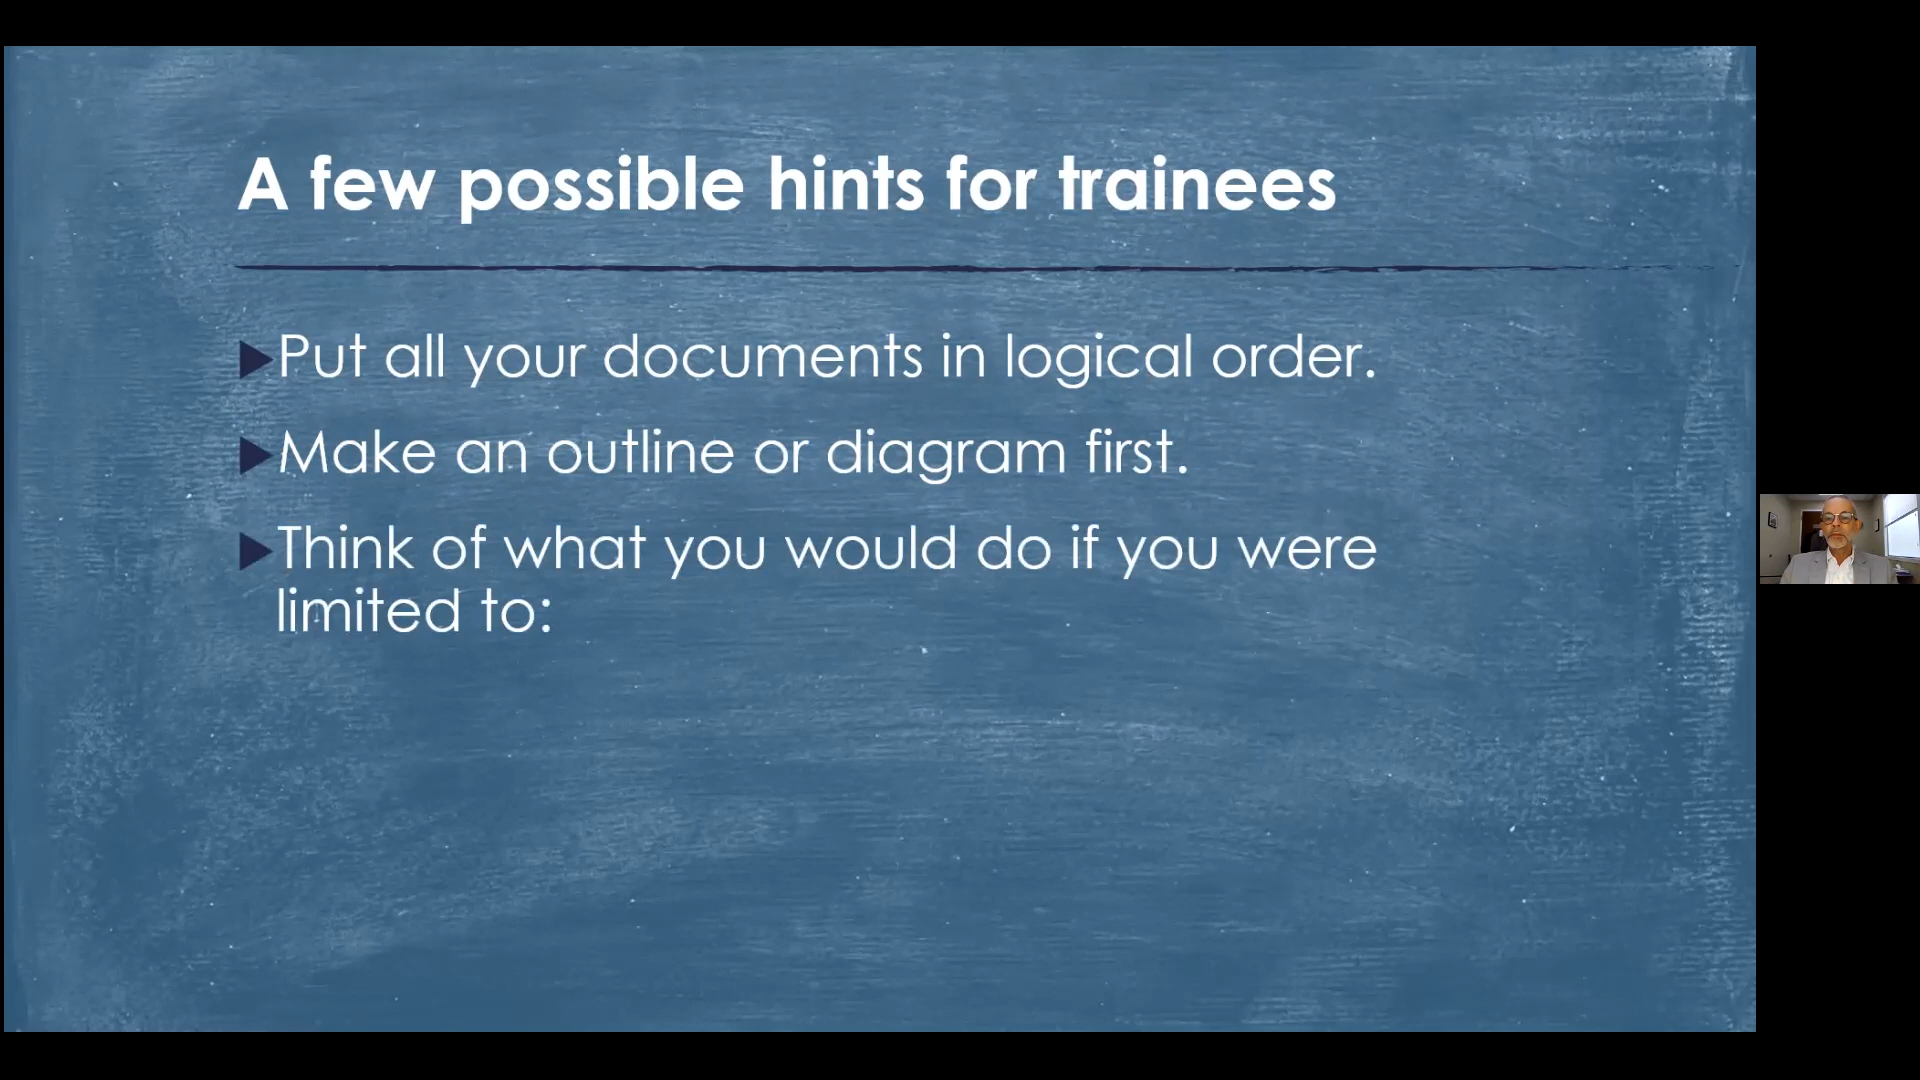 A few possible hints for trainees
▶Put all your documents in logical order.
▶Make an outline or diagram first.
▶Think of what you would do if you were
limited to: